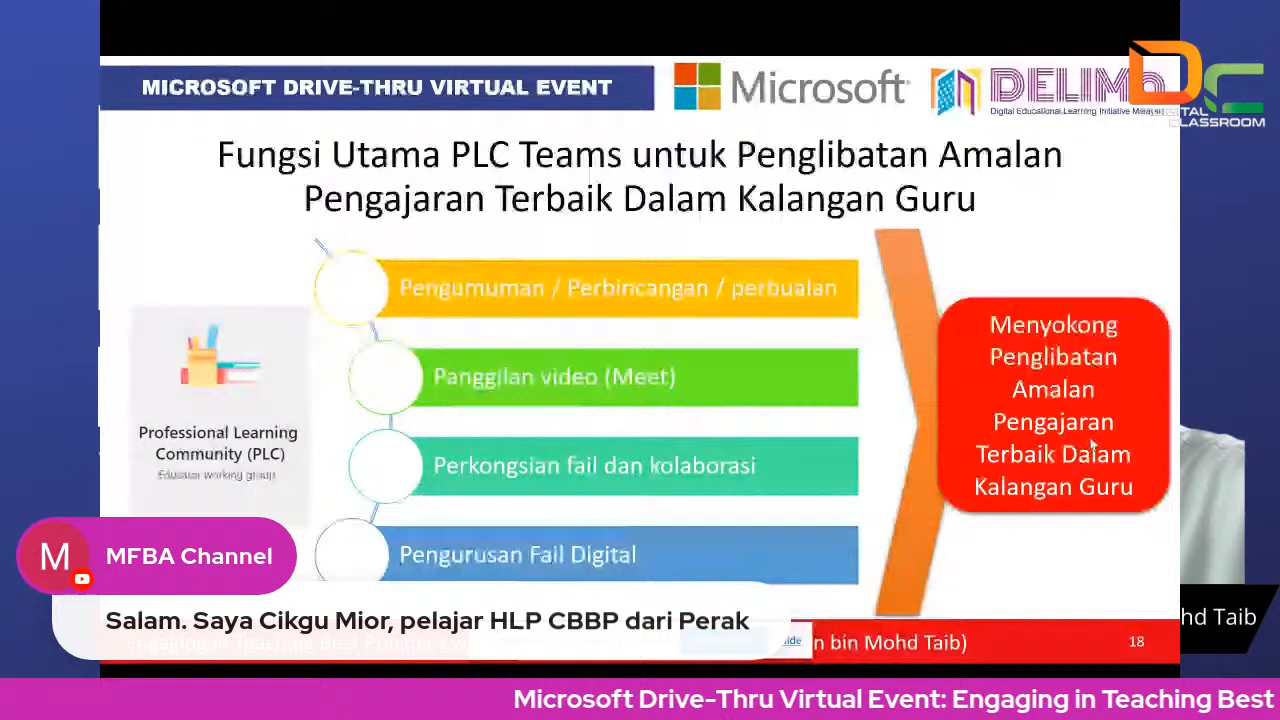 MICROSOFT DRIVE-THRU VIRTUAL EVENT
Microsoft
DELIMa
Digital Educational Learning Initiative Malaysia
DC
DIGITAL
CLASSROOM
Fungsi Utama PLC Teams untuk Penglibatan Amalan
Pengajaran Terbaik Dalam Kalangan Guru
Pengumuman / Perbincangan / perbualan
Panggilan video (Meet)
Perkongsian fail dan kolaborasi
Pengurusan Fail Digital
Professional Learning
Community (PLC)
Educator working group
Menyokong
Penglibatan
Amalan
Pengajaran
Terbaik Dalam
Kalangan Guru
M
MFBA Channel
Salam. Saya Cikgu Mior, pelajar HLP CBBP dari Perak
n bin Mohd Taib)
18
hd Taib
Microsoft Drive-Thru Virtual Event: Engaging in Teaching Best